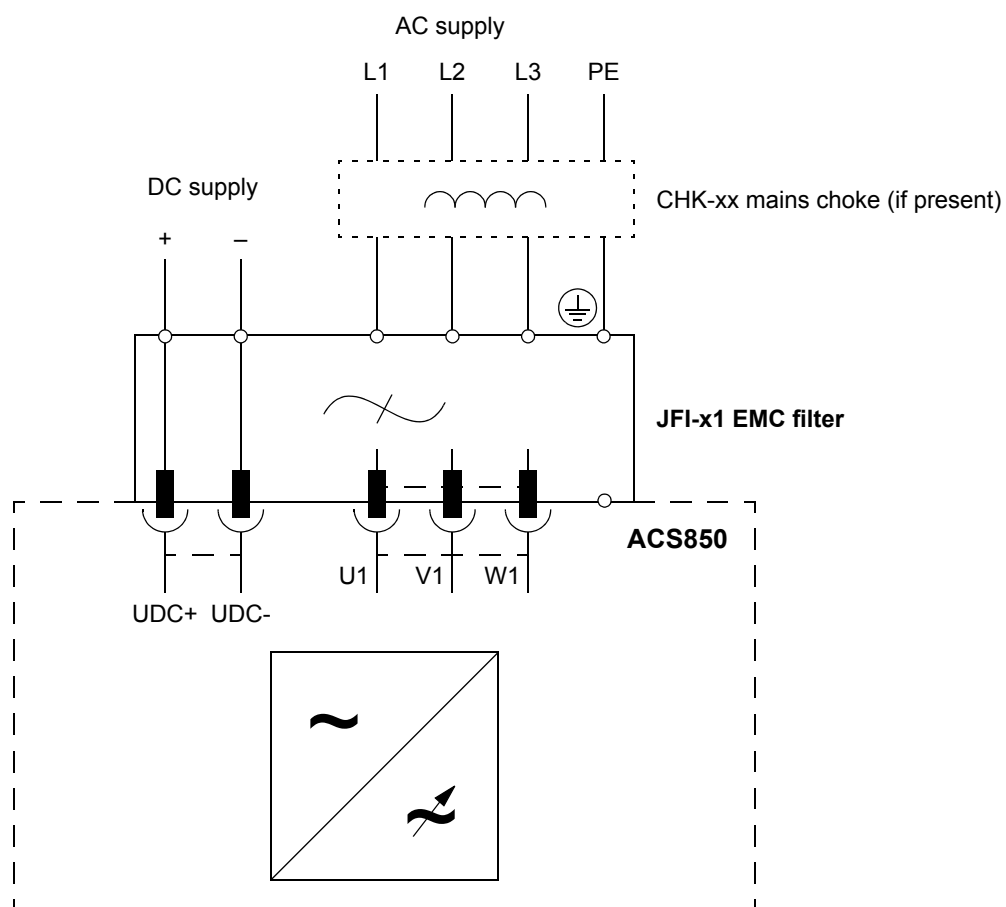 AC supply
L1 L2 L3 PE
DC supply
CHK-xx mains choke (if present)
+ –
JFI-x1 EMC filter
ACS850
U1 V1 W1
UDC+ UDC-
~
~